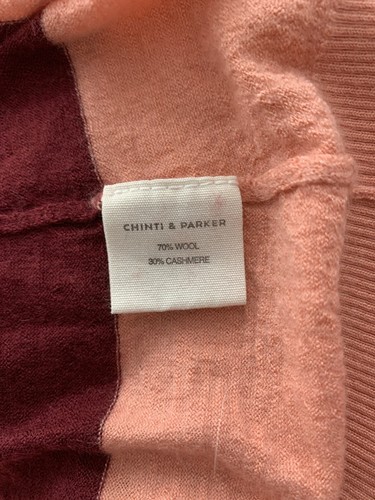 CHINTI & PARKER
70% WOOL
30% CASHMERE